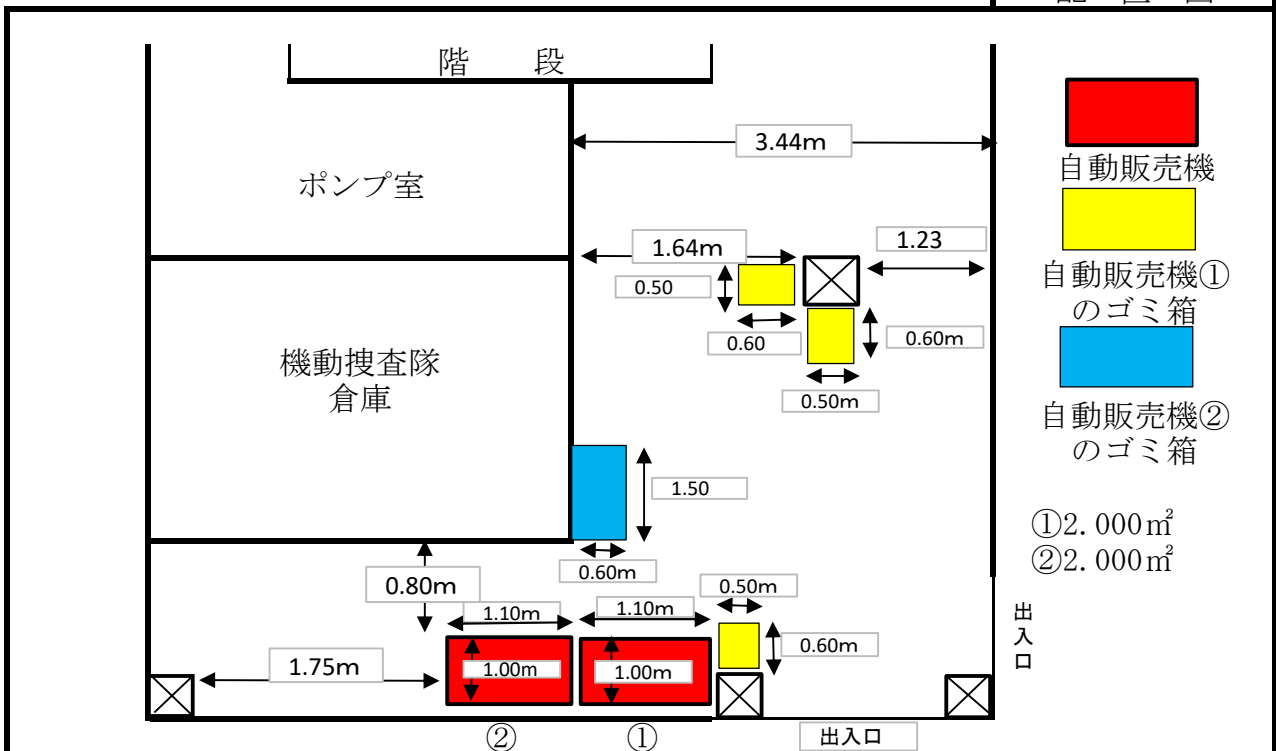 階　段
3.44m
自動販売機
ポンプ室
1.64m
1.23
0.50
自動販売機①
のゴミ箱
0.60
0.60m
0.50m
機動捜査隊
倉庫
自動販売機②
のゴミ箱
1.50
①2.000㎡
②2.000㎡
0.60m
0.80m
0.50m
1.10m
1.10m
出入口
0.60m
1.75m
1.00m
1.00m
②
①
出入口